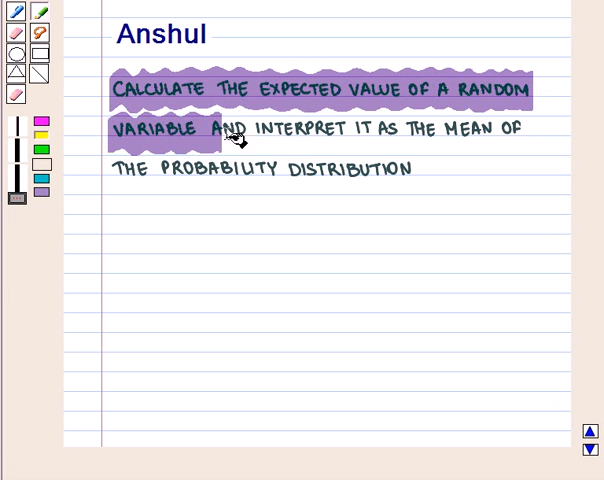 Anshul
CALCULATE THE EXPECTED VALUE OF A RANDOM
VARIABLE AND INTERPRET IT AS THE MEAN OF
THE PROBABILITY DISTRIBUTION